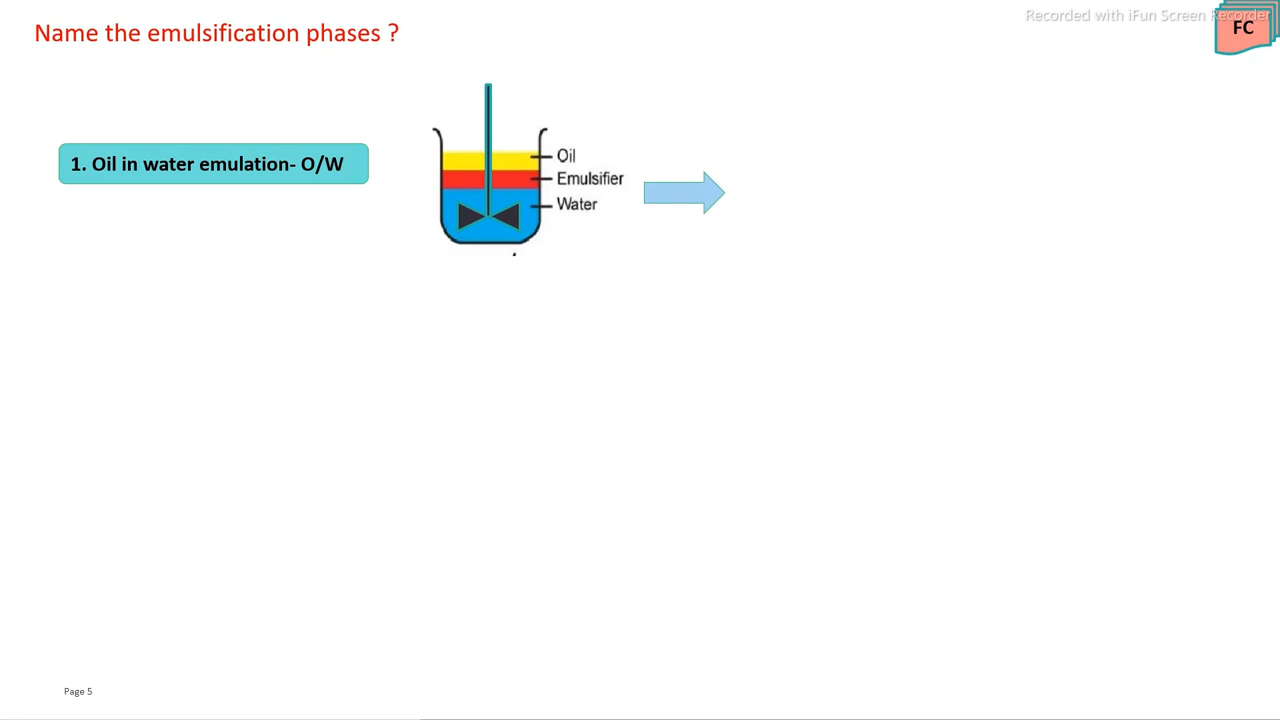 Recorded with iFun Screen Recorder
Name the emulsification phases ?
FC
1. Oil in water emulation- O/W
Oil
Emulsifier
Water
Page 5